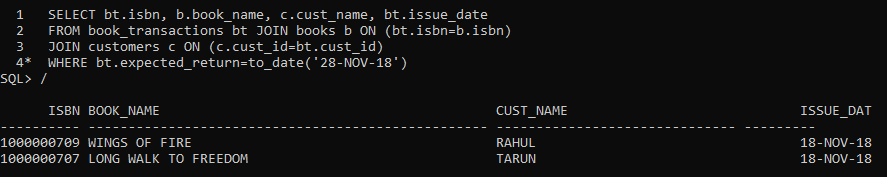 1  SELECT bt.isbn, b.book_name, c.cust_name, bt.issue_date
2  FROM book_transactions bt JOIN books b ON (bt.isbn=b.isbn)
3  JOIN customers c ON (c.cust_id=bt.cust_id)
4* WHERE bt.expected_return=to_date('28-NOV-18')
SQL> /
ISBN BOOK_NAME CUST_NAME ISSUE_DAT
---------- -------------------------------------------------- ------------------------------ ---------
1000000709 WINGS OF FIRE RAHUL 18-NOV-18
1000000707 LONG WALK TO FREEDOM TARUN 18-NOV-18